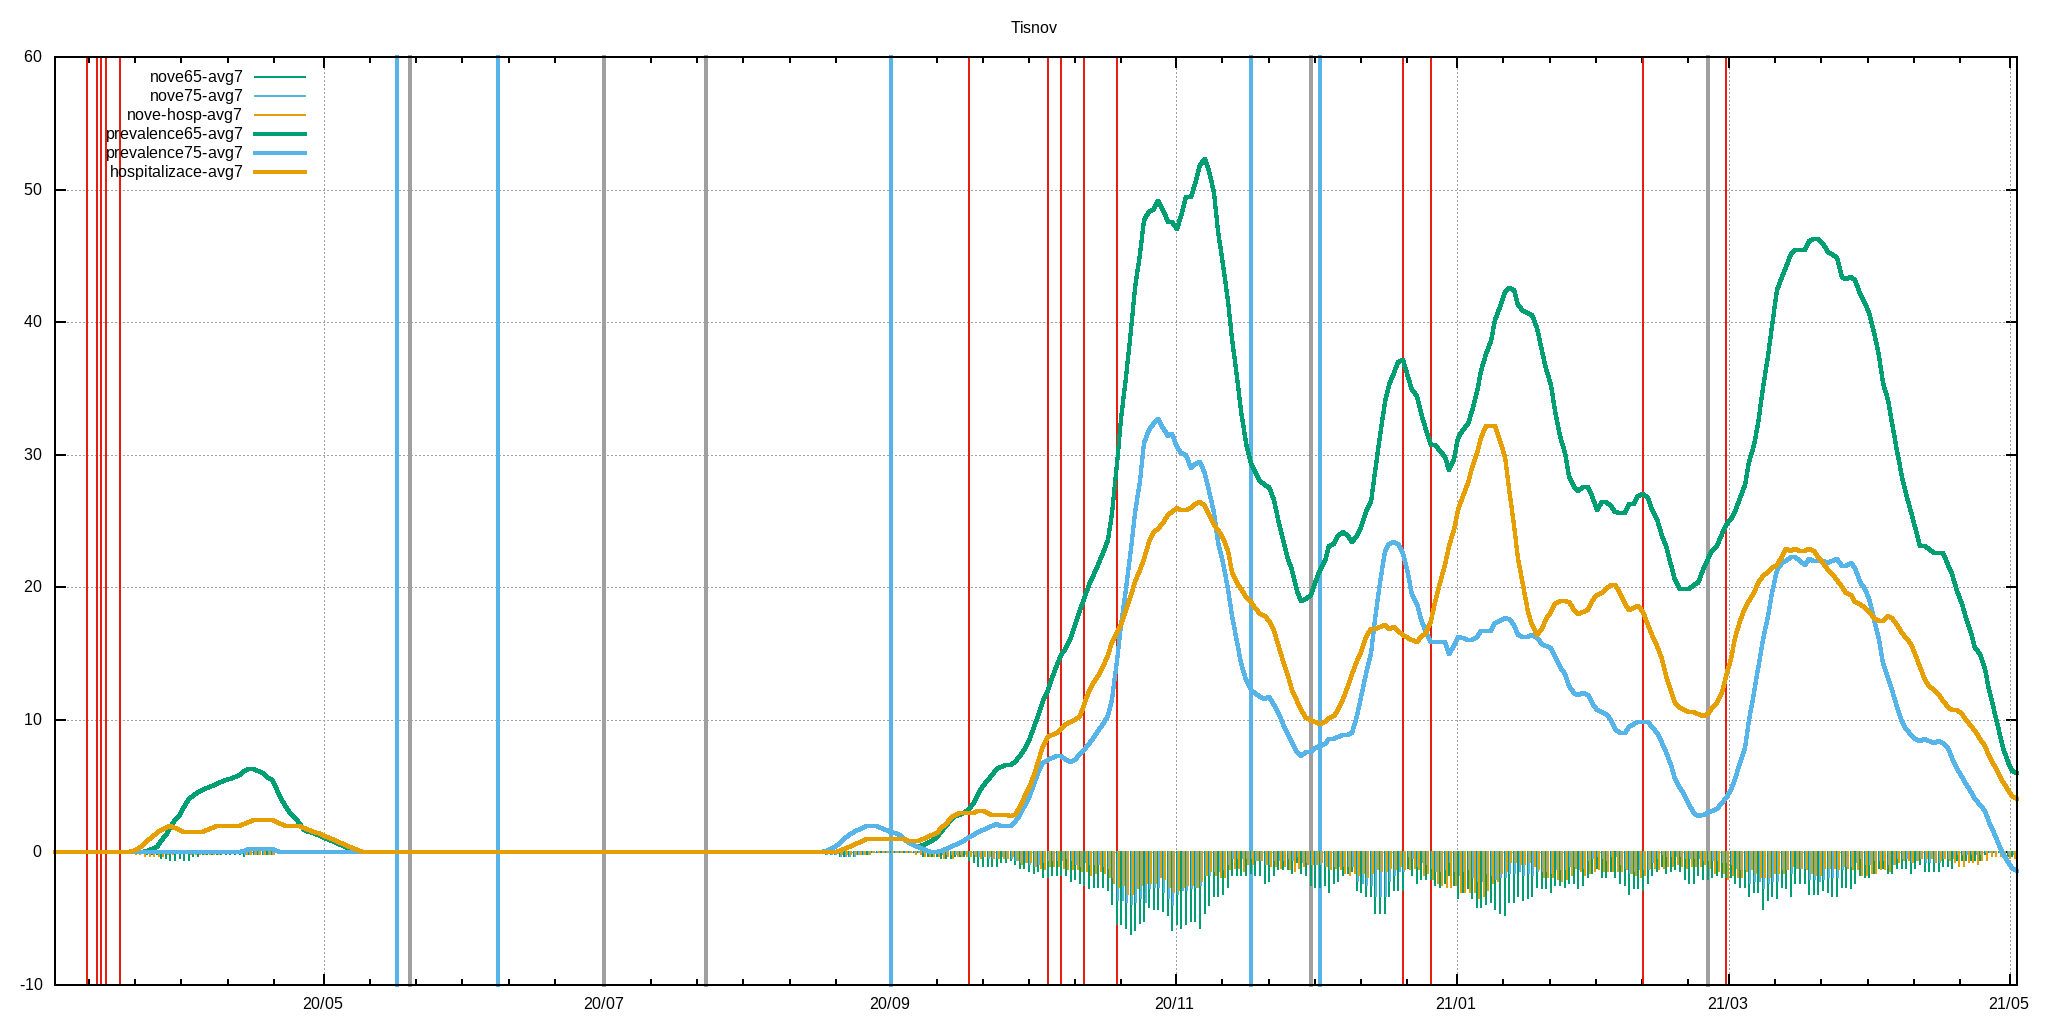 Tisnov
60
nove65-avg7
nove75-avg7
nove-hosp-avg7
prevalence65-avg7
prevalence75-avg7
hospitalizace-avg7
50
40
30
20
10
0
-10
20/05 20/07 20/09 20/11 21/01 21/03 21/05